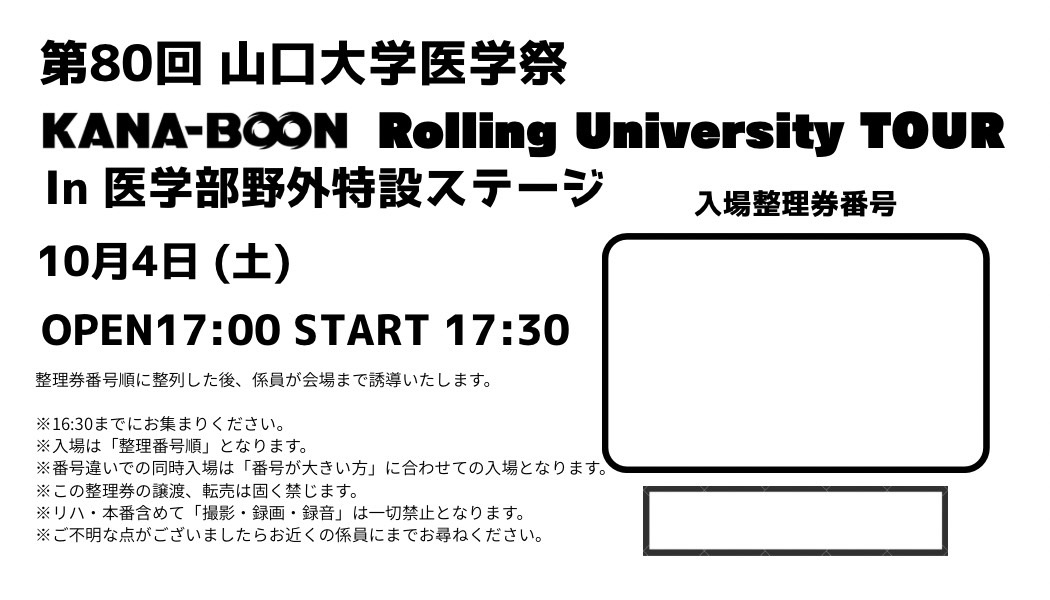 第80回 山口大学医学祭
KANA-BOON Rolling University TOUR
In 医学部野外特設ステージ
入場整理券番号
10月4日 (土)
OPEN17:00 START 17:30
整理券番号順に整列した後、係員が会場まで誘導いたします。
※16:30までにお集まりください。
※入場は「整理番号順」となります。
※番号違いでの同時入場は「番号が大きい方」に合わせての入場となります。
※この整理券の譲渡、転売は固く禁じます。
※リハ・本番含めて「撮影・録画・録音」は一切禁止となります。
※ご不明な点がございましたらお近くの係員にまでお尋ねください。